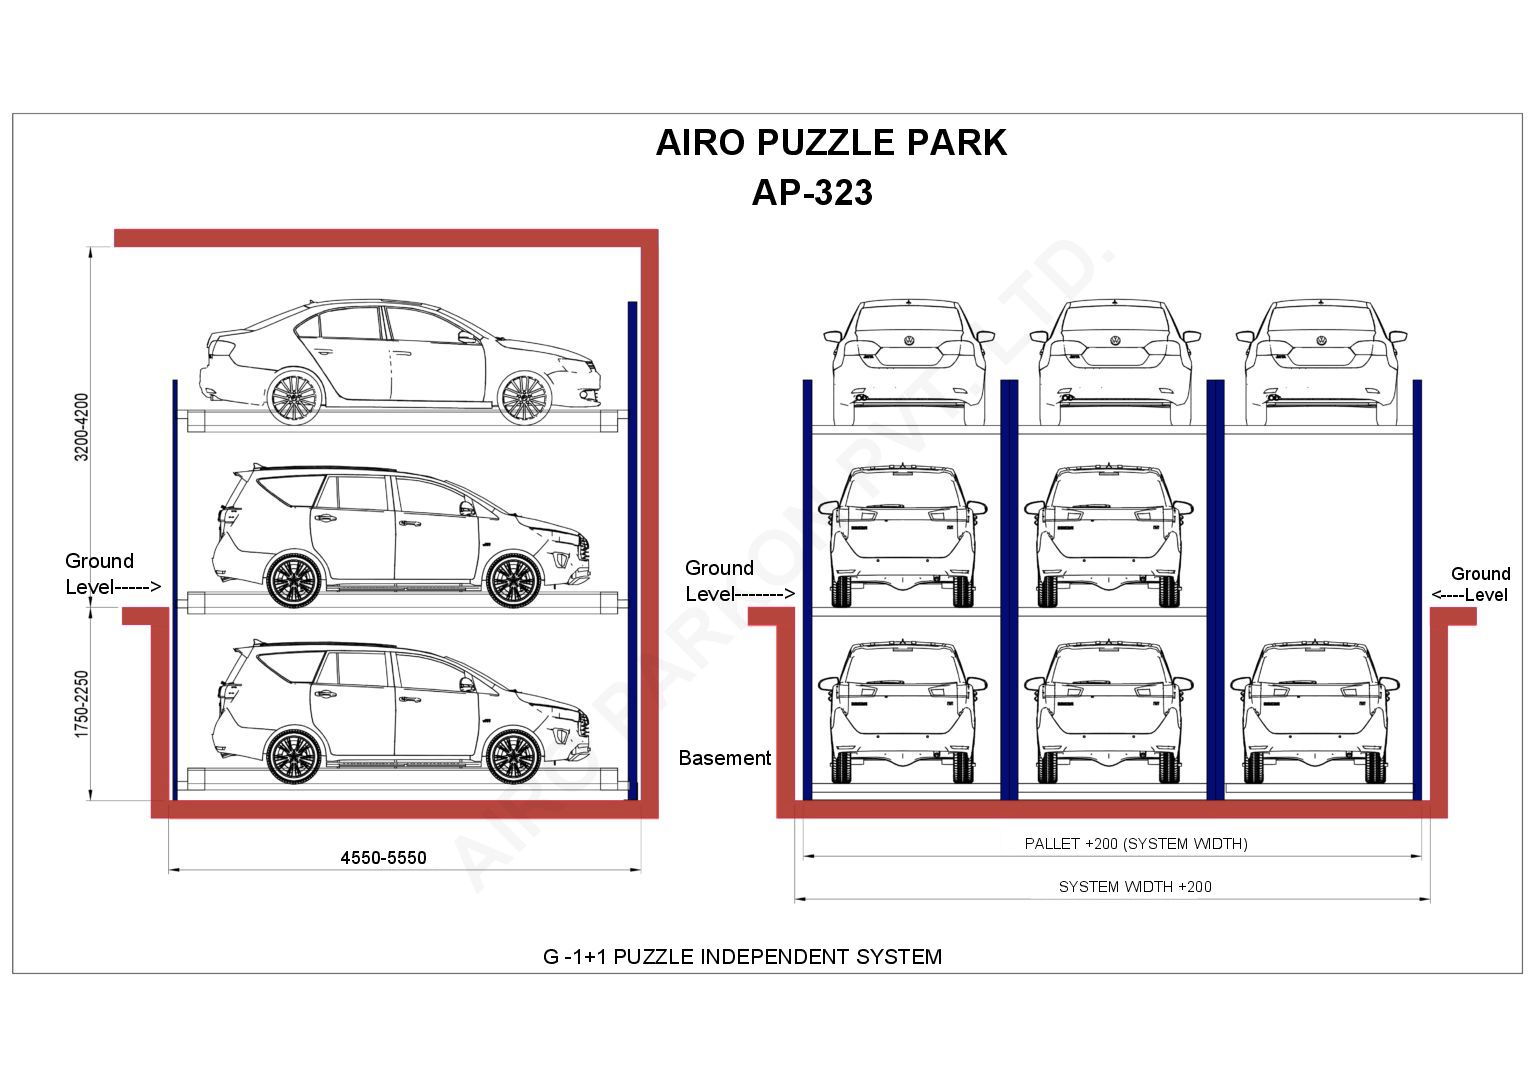 AIRO PUZZLE PARK
AP-323
3200-4200
Ground
Level----->
1750-2250
4550-5550
Ground
Level------->
Basement
Ground
<----Level
PALLET +200 (SYSTEM WIDTH)
SYSTEM WIDTH +200
G -1+1 PUZZLE INDEPENDENT SYSTEM
AIRO PARK ON PVT. LTD.